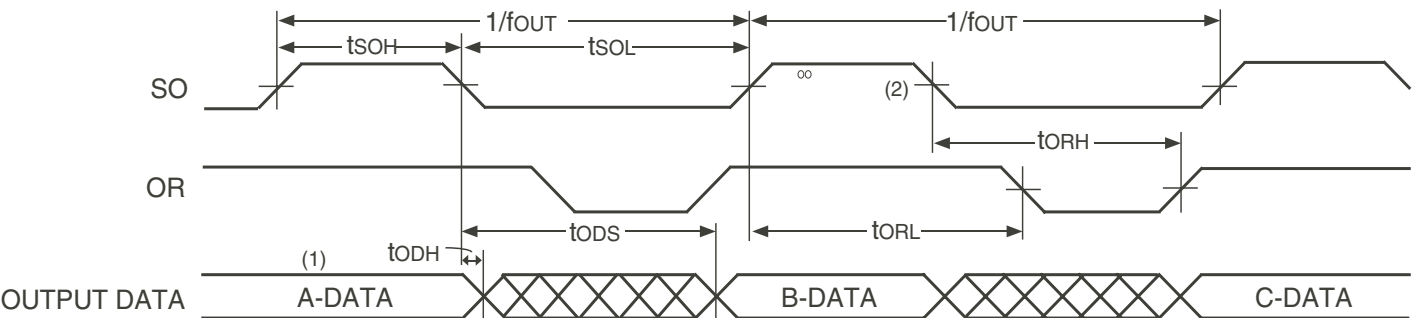 1/fOUT 1/fOUT
tSOH tSOL
SO ∞ (2)
tORH
OR
tODS tORL
tODH
(1)
OUTPUT DATA A-DATA B-DATA C-DATA